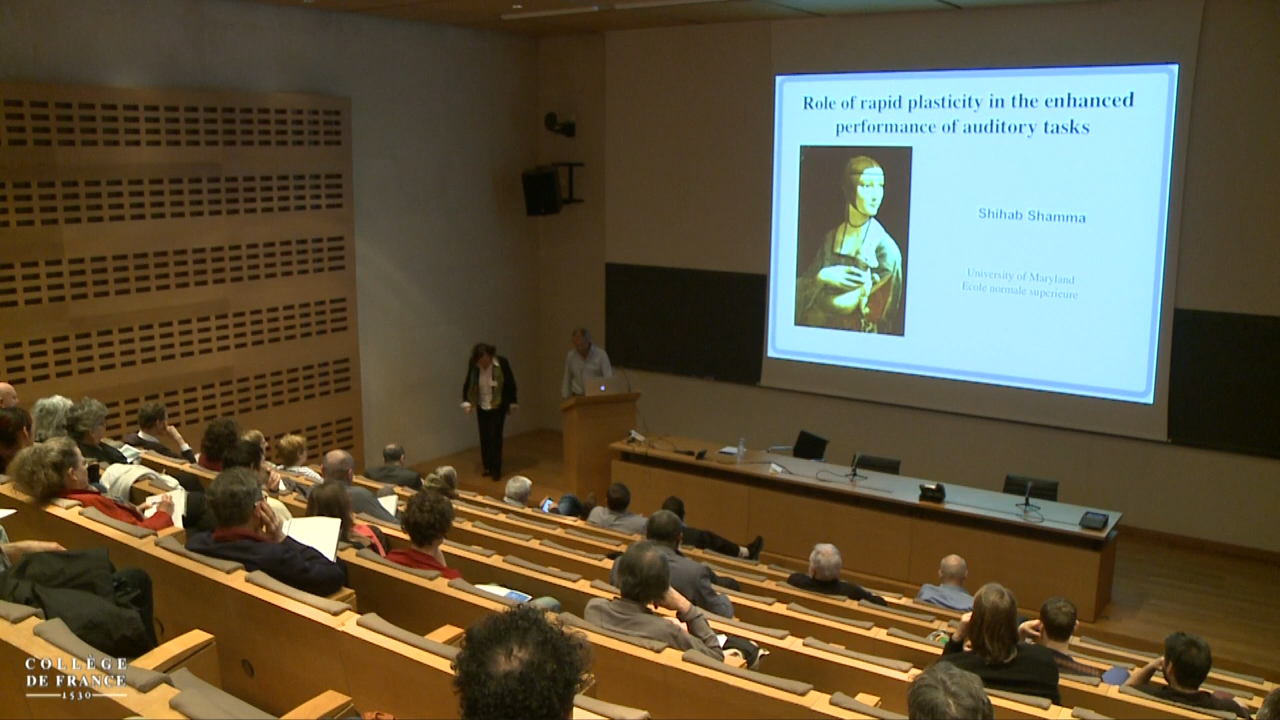 Role of rapid plasticity in the enhanced
performance of auditory tasks
Shihab Shamma
University of Maryland
Ecole normale superieure
COLLÈGE
DE FRANCE
1530